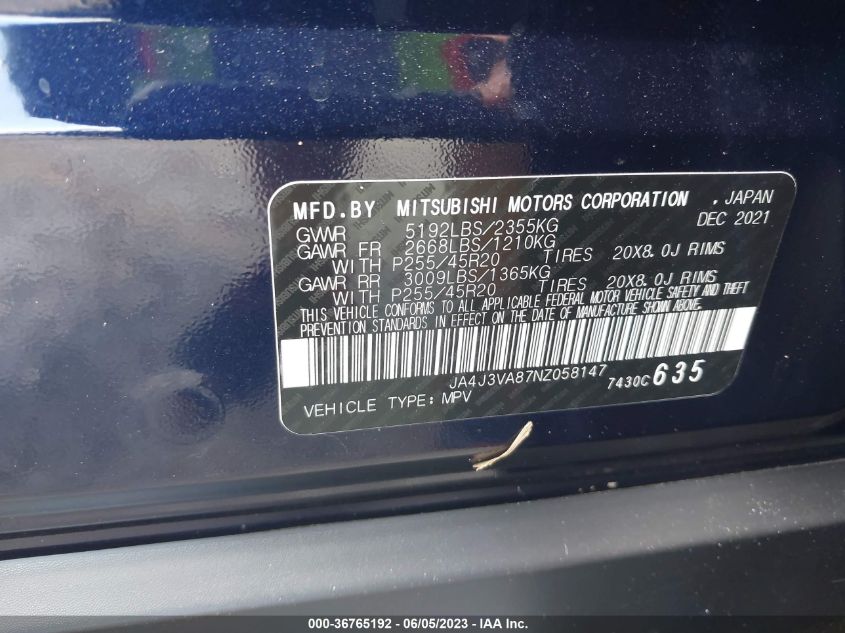 MFD.BY MITSUBISHI MOTORS CORPORATION , JAPAN
DEC 2021
GVWR 5192LBS/2355KG
GAWR FR 2668LBS/1210KG
WITH P255/45R20 TIRES 20X8.0J RIMS
GAWR RR 3009LBS/1365KG
WITH P255/45R20 TIRES 20X8.0J RIMS
THIS VEHICLE CONFORMS TO ALL APPLICABLE FEDERAL MOTOR VEHICLE SAFETY AND THEFT
PREVENTION STANDARDS IN EFFECT ON THE DATE OF MANUFACTURE SHOWN ABOVE.
JA4J3VA87NZ058147 7430C635
VEHICLE TYPE: MPV
000-36765192 - 06/05/2023 - © IAA, Inc.